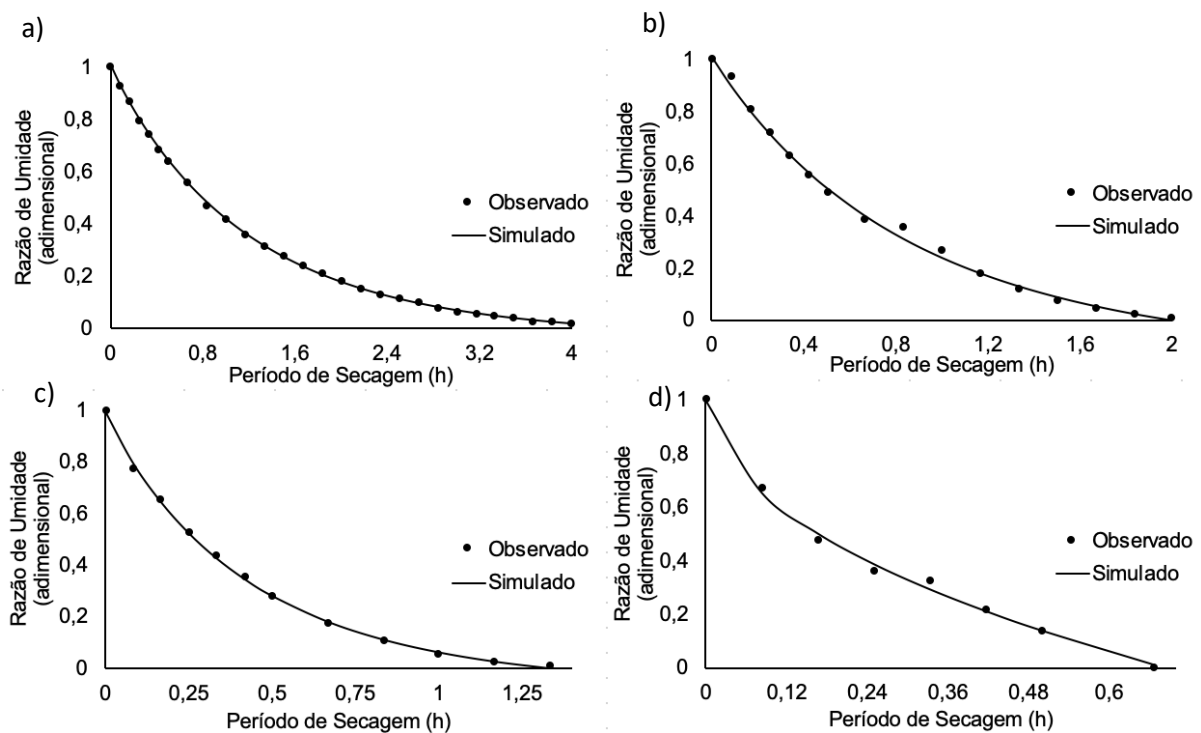 a)
1
0,8
0,6
0,4
0,2
0
Razão de Umidade
(adimensional)
Observado
Simulado
0 0,8 1,6 2,4 3,2 4
Período de Secagem (h)
b)
1
0,8
0,6
0,4
0,2
0
Razão de Umidade
(adimensional)
Observado
Simulado
0 0,4 0,8 1,2 1,6 2
Período de Secagem (h)
c)
1
0,8
0,6
0,4
0,2
0
Razão de Umidade
(adimensional)
Observado
Simulado
0 0,25 0,5 0,75 1 1,25
Período de Secagem (h)
d)
1
0,8
0,6
0,4
0,2
0
Razão de Umidade
(adimensional)
Observado
Simulado
0 0,12 0,24 0,36 0,48 0,6
Período de Secagem (h)